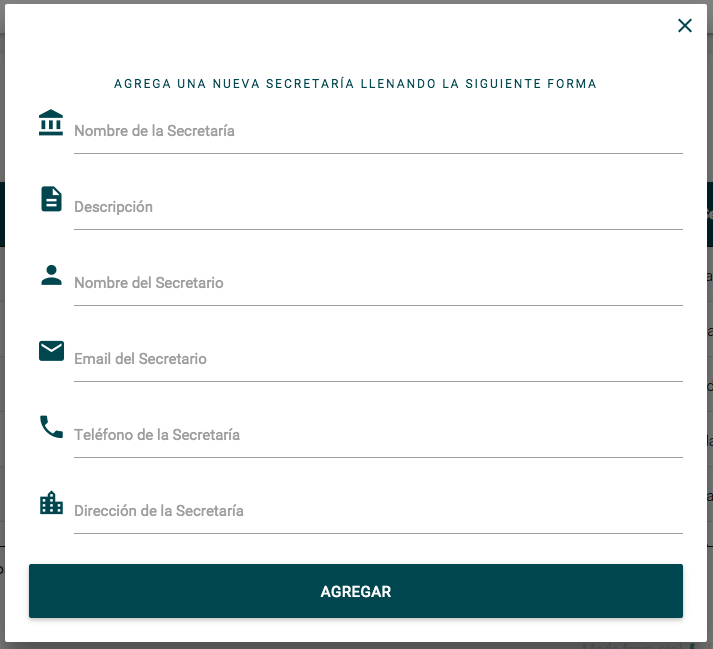 AGREGA UNA NUEVA SECRETARÍA LLENANDO LA SIGUIENTE FORMA
Nombre de la Secretaría
Descripción
Nombre del Secretario
Email del Secretario
Teléfono de la Secretaría
Dirección de la Secretaría
AGREGAR